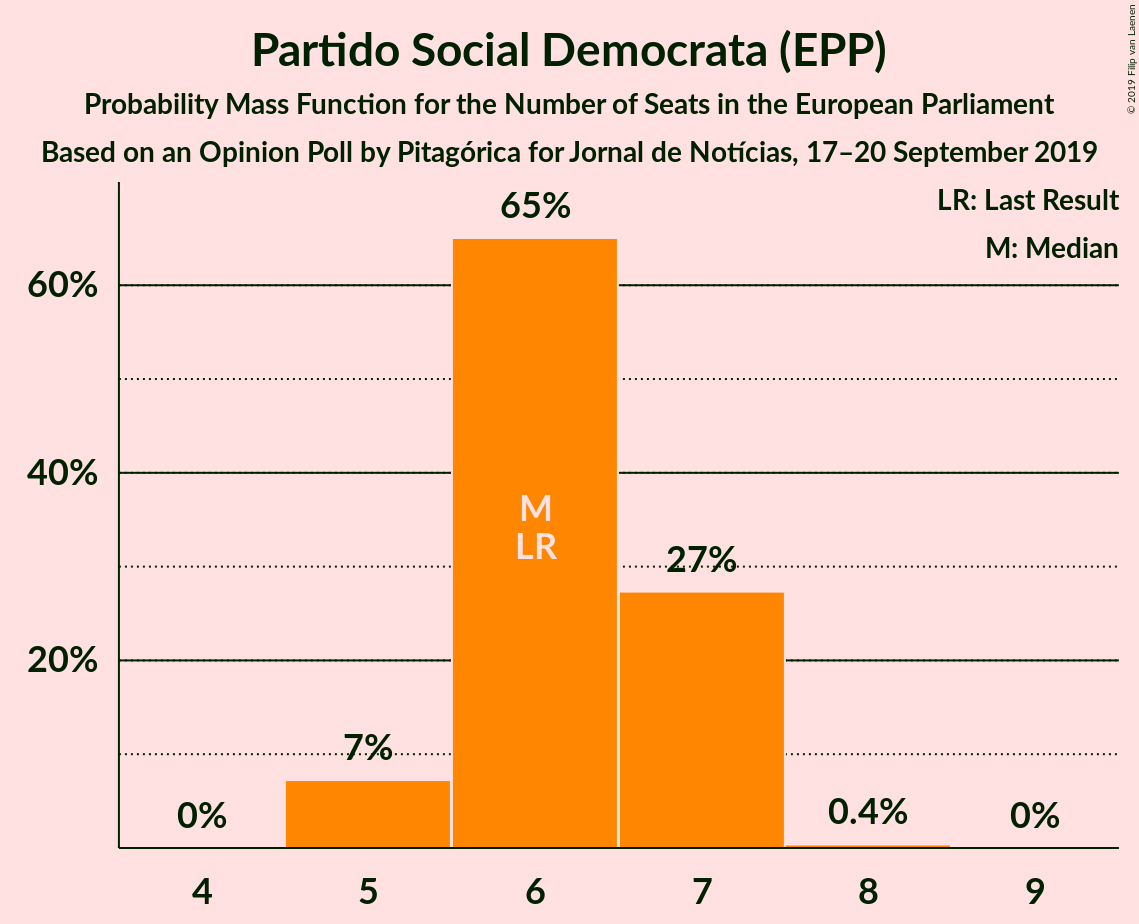 Partido Social Democrata (EPP)
Probability Mass Function for the Number of Seats in the European Parliament
Based on an Opinion Poll by Pitagórica for Jornal de Notícias, 17–20 September 2019
© 2019 Filip van Laenen
LR: Last Result
M: Median
65%
60%
40%
M
LR
27%
20%
7%
0%
0.4%
0%
4 5 6 7 8 9